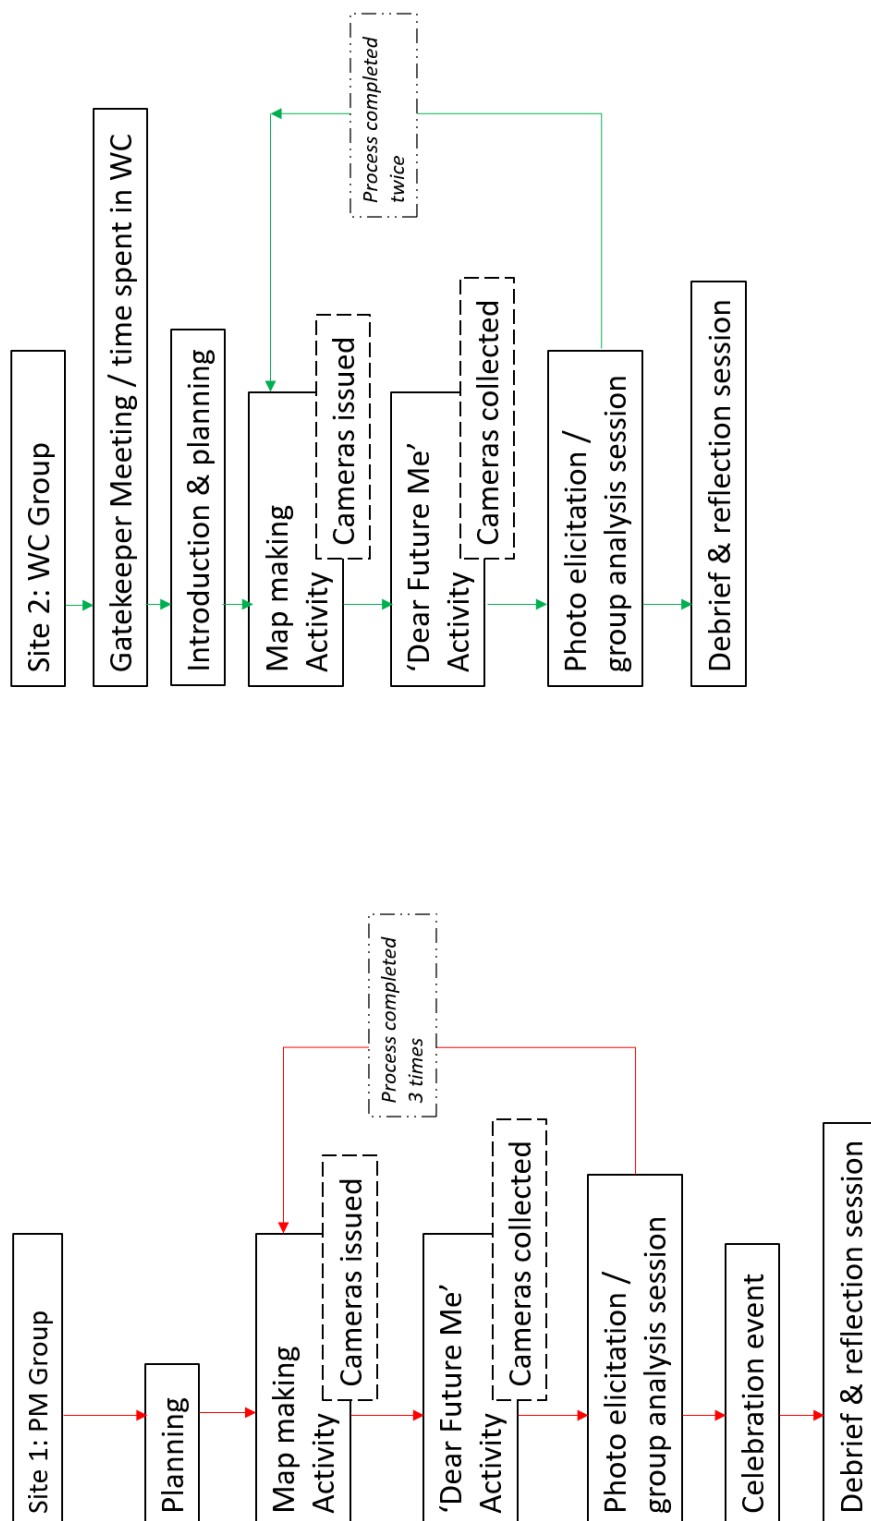 Site 1: PM Group
Planning
Map making
Activity
Cameras issued
‘Dear Future Me’
Activity
Cameras collected
Process completed
3 times
Photo elicitation /
group analysis session
Celebration event
Debrief & reflection session
Site 2: WC Group
Gatekeeper Meeting / time spent in WC
Introduction & planning
Map making
Activity
Cameras issued
‘Dear Future Me’
Activity
Cameras collected
Process completed
twice
Photo elicitation /
group analysis session
Debrief & reflection session